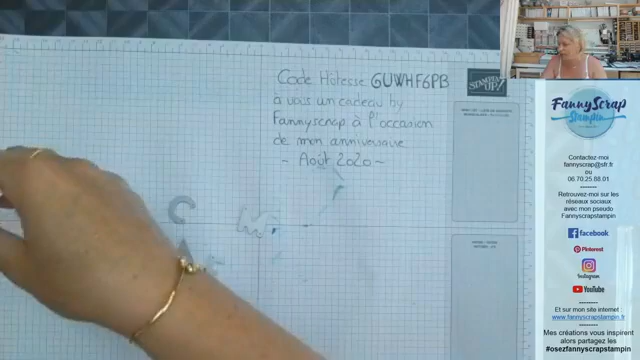 Code Hôtesse GUWHF6PB
à vous un cadeau by
Fannyscrap à l'occasion
de mon anniversaire
- Août 2020 ~
STAMPIN' UP!
FannyScrap
Stampin
Contactez-moi
fannyscrap@sfr.fr
ou
06.70.25.88.01
--------
Retrouvez-moi sur les
réseaux sociaux
avec mon pseudo
Fannyscrapstampin
facebook
Pinterest
Instagram
YouTube
--------
Et sur mon site internet :
www.fannyscrapstampin.fr
--------
Mes créations vous inspirent
alors partagez les
#osezfannyscrapstampin